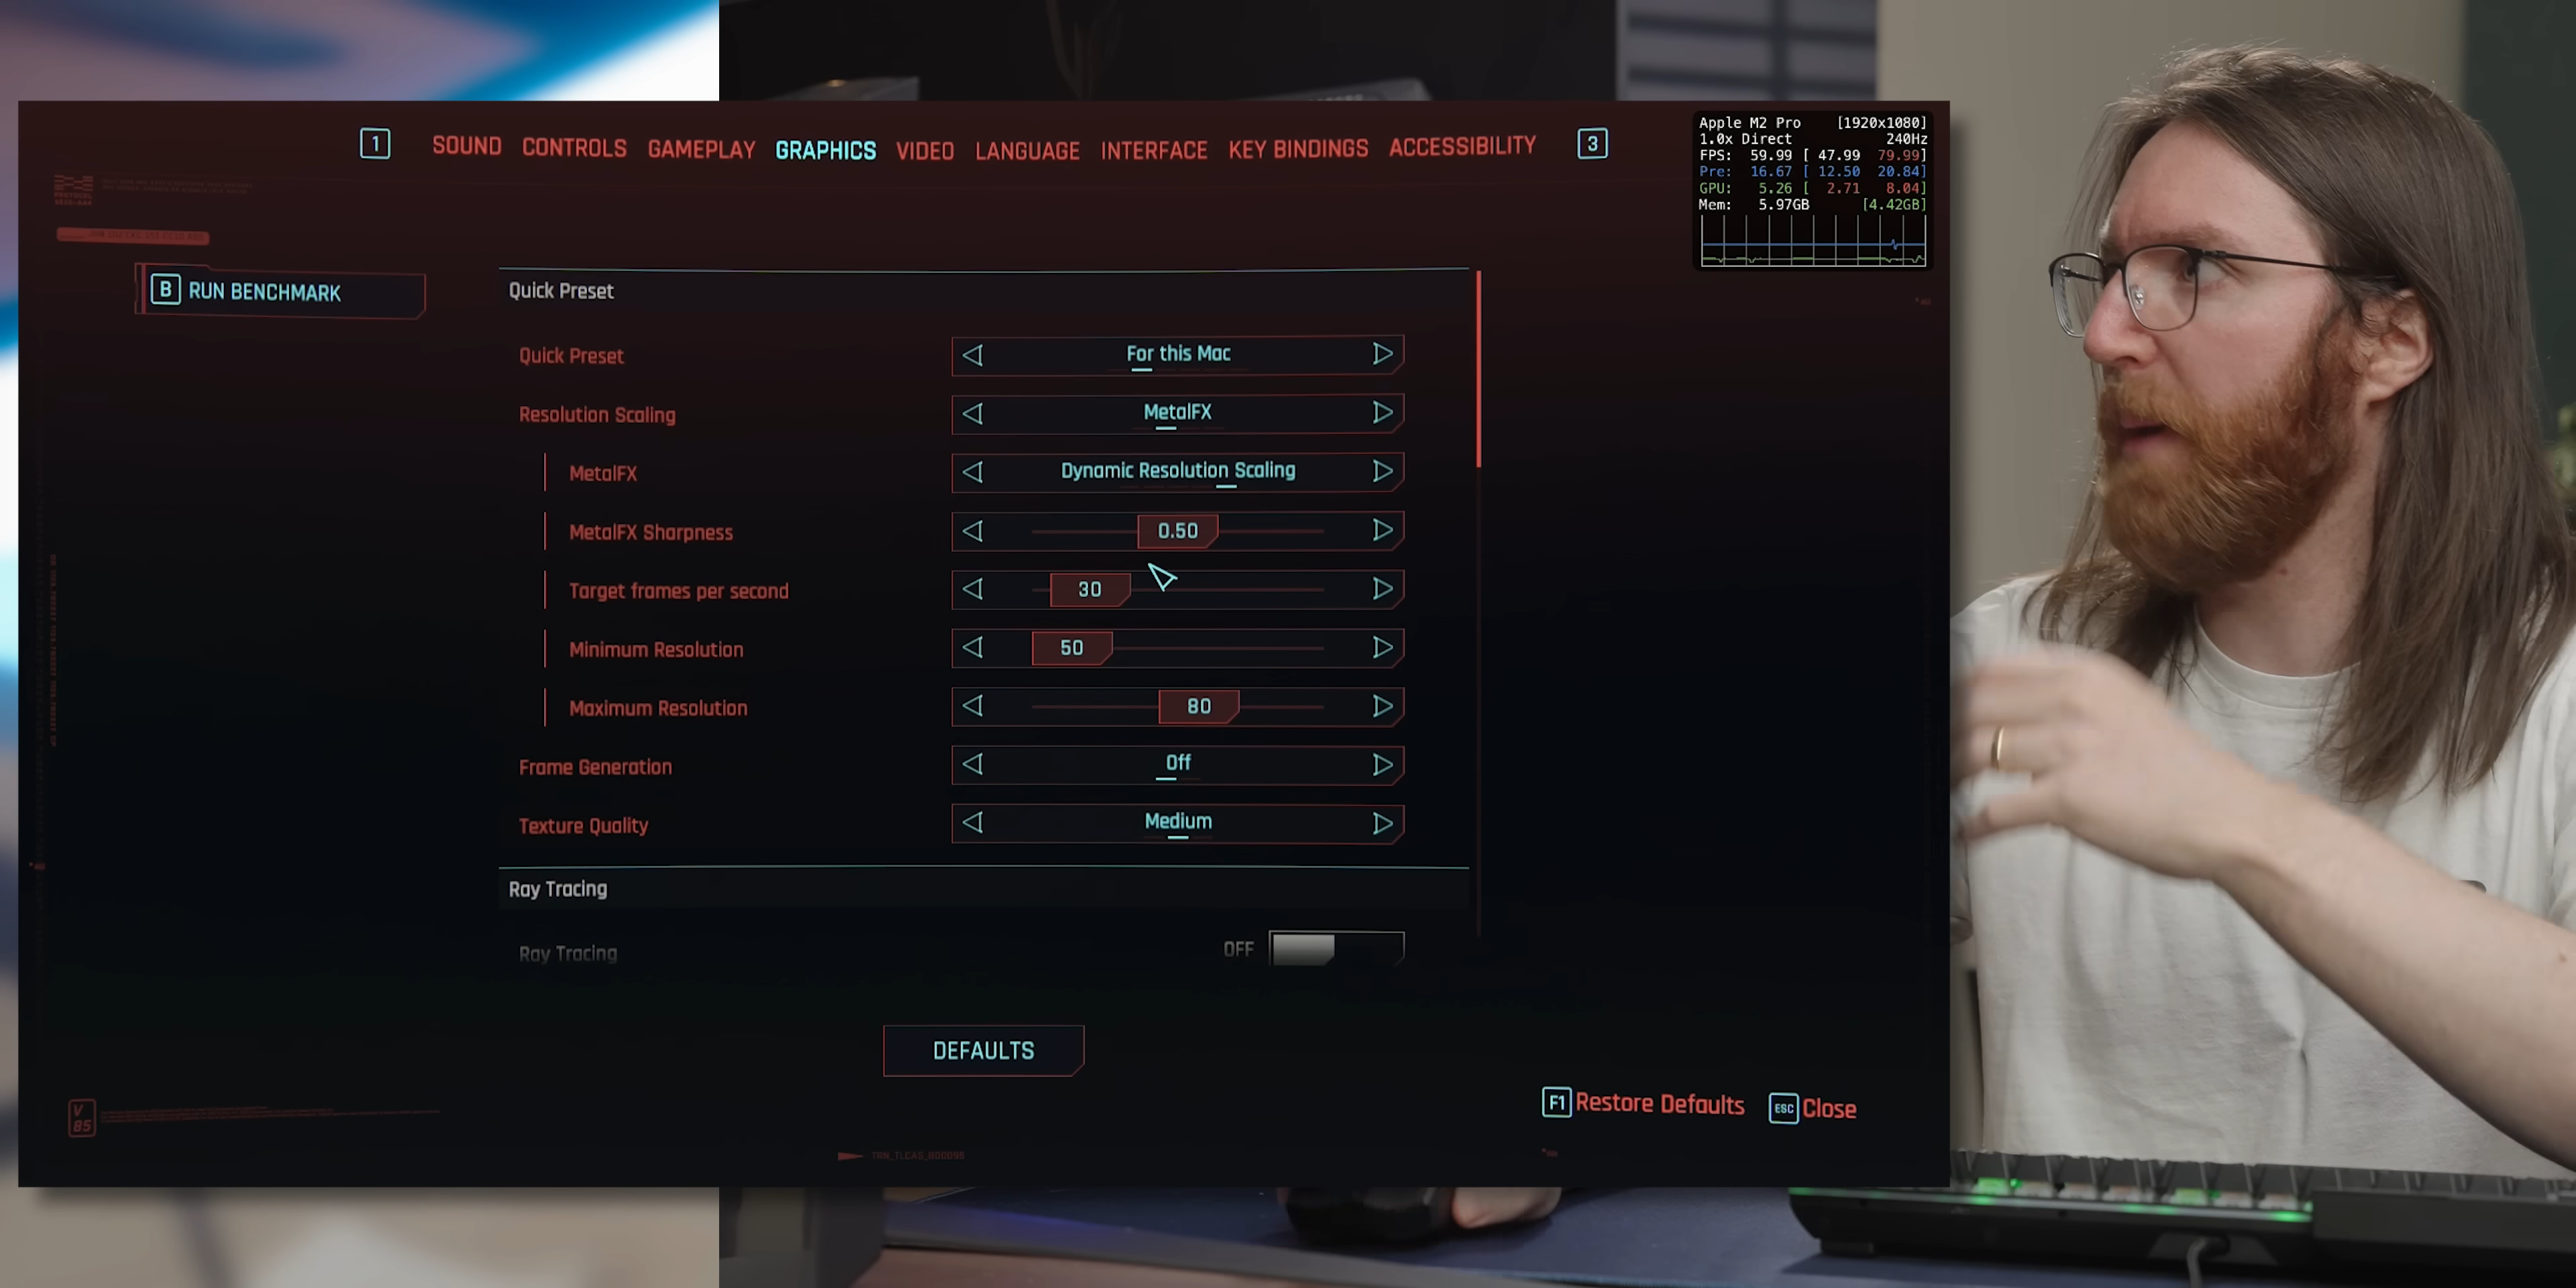 1 SOUND CONTROLS GAMEPLAY GRAPHICS VIDEO LANGUAGE INTERFACE KEY BINDINGS ACCESSIBILITY 3
Apple M2 Pro [1920x1080]
1.0x Direct 240Hz
FPS: 59.99 [ 47.99 79.99]
Pre: 16.67 [ 12.50 20.84]
GPU: 5.26 [ 2.71 8.04]
Mem: 5.97GB [4.42GB]
B RUN BENCHMARK
Quick Preset
Quick Preset For this Mac
Resolution Scaling MetalFX
MetalFX Dynamic Resolution Scaling
MetalFX Sharpness 0.50
Target frames per second 30
Minimum Resolution 50
Maximum Resolution 80
Frame Generation Off
Texture Quality Medium
Ray Tracing
Ray Tracing OFF
DEFAULTS
F1 Restore Defaults ESC Close
V
85
TRN_TLCAS_800098